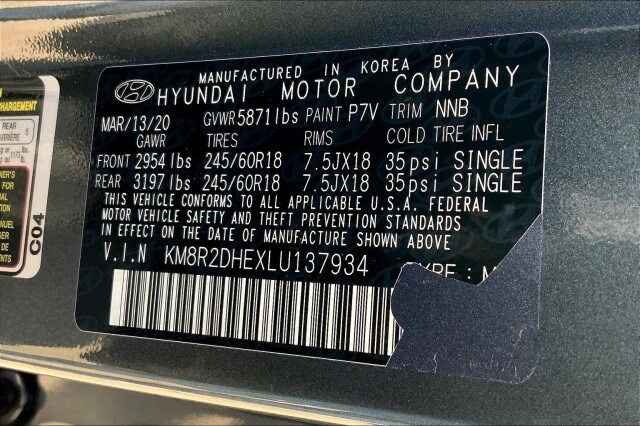 MANUFACTURED IN KOREA BY
HYUNDAI MOTOR COMPANY
MAR/13/20 GVWR 5871lbs PAINT P7V TRIM NNB
GAWR TIRES RIMS COLD TIRE INFL
FRONT 2954lbs 245/60R18 7.5JX18 35psi SINGLE
REAR 3197lbs 245/60R18 7.5JX18 35psi SINGLE
THIS VEHICLE CONFORMS TO ALL APPLICABLE U.S.A. FEDERAL
MOTOR VEHICLE SAFETY AND THEFT PREVENTION STANDARDS
IN EFFECT ON THE DATE OF MANUFACTURE SHOWN ABOVE
V.I.N KM8R2DHEXLU137934
TYPE : M
REAR 5
C04